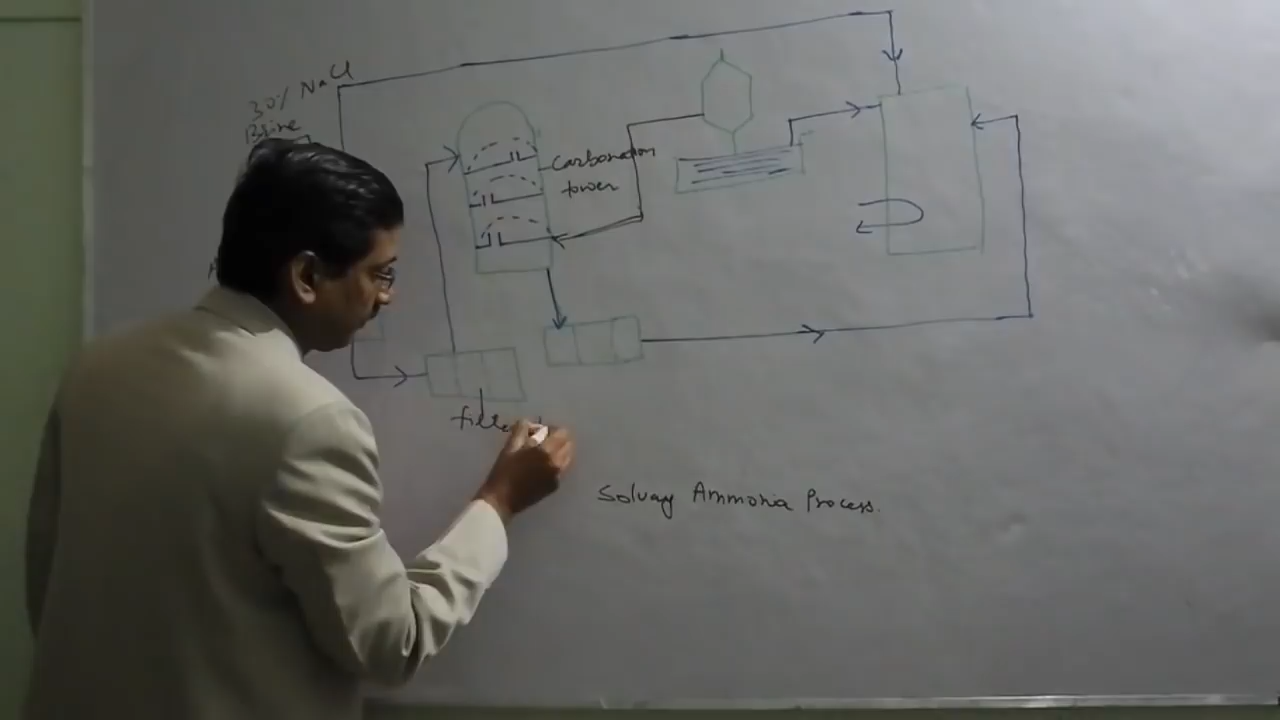 30% NaCl
Brine
Carbonation
tower
Solvay Ammonia Process.